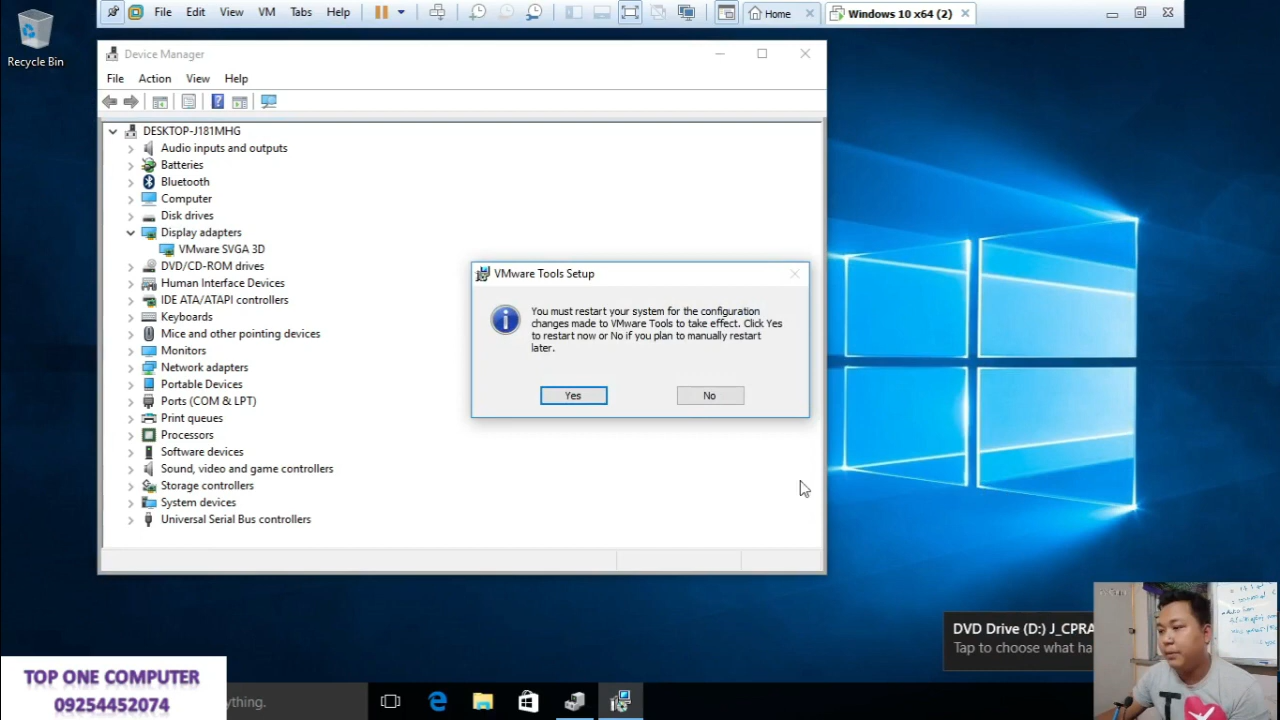 File Edit View VM Tabs Help
Home
Windows 10 x64 (2)
Recycle Bin
Device Manager
File Action View Help
DESKTOP-J181MHG
Audio inputs and outputs
Batteries
Bluetooth
Computer
Disk drives
Display adapters
VMware SVGA 3D
DVD/CD-ROM drives
Human Interface Devices
IDE ATA/ATAPI controllers
Keyboards
Mice and other pointing devices
Monitors
Network adapters
Portable Devices
Ports (COM & LPT)
Print queues
Processors
Software devices
Sound, video and game controllers
Storage controllers
System devices
Universal Serial Bus controllers
VMware Tools Setup
You must restart your system for the configuration
changes made to VMware Tools to take effect. Click Yes
to restart now or No if you plan to manually restart
later.
Yes
No
DVD Drive (D:) J_CPRA
Tap to choose what ha
TOP ONE COMPUTER
09254452074
ything.